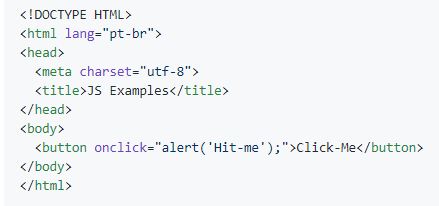 <!DOCTYPE HTML>
<html lang="pt-br">
<head>
  <meta charset="utf-8">
  <title>JS Examples</title>
</head>
<body>
  <button onclick="alert('Hit-me');">Click-Me</button>
</body>
</html>